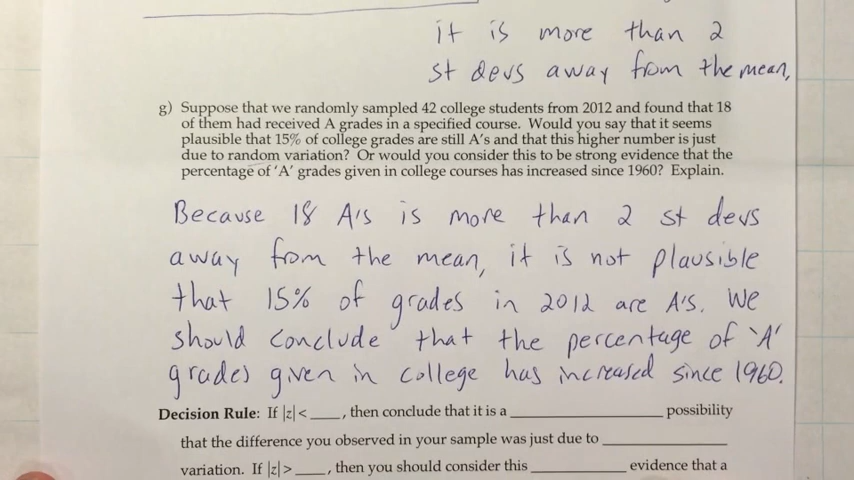 it is more than 2
st devs away from the mean,
g) Suppose that we randomly sampled 42 college students from 2012 and found that 18
of them had received A grades in a specified course. Would you say that it seems
plausible that 15% of college grades are still A's and that this higher number is just
due to random variation? Or would you consider this to be strong evidence that the
percentage of 'A' grades given in college courses has increased since 1960? Explain.
Because 18 A's is more than 2 st devs
away from the mean, it is not plausible
that 15% of grades in 2012 are A's. We
should conclude that the percentage of 'A'
grades given in college has increased since 1960.
Decision Rule: If |z|< ____, then conclude that it is a ____________________ possibility
that the difference you observed in your sample was just due to ________________
variation. If |z|> ____, then you should consider this ____________ evidence that a